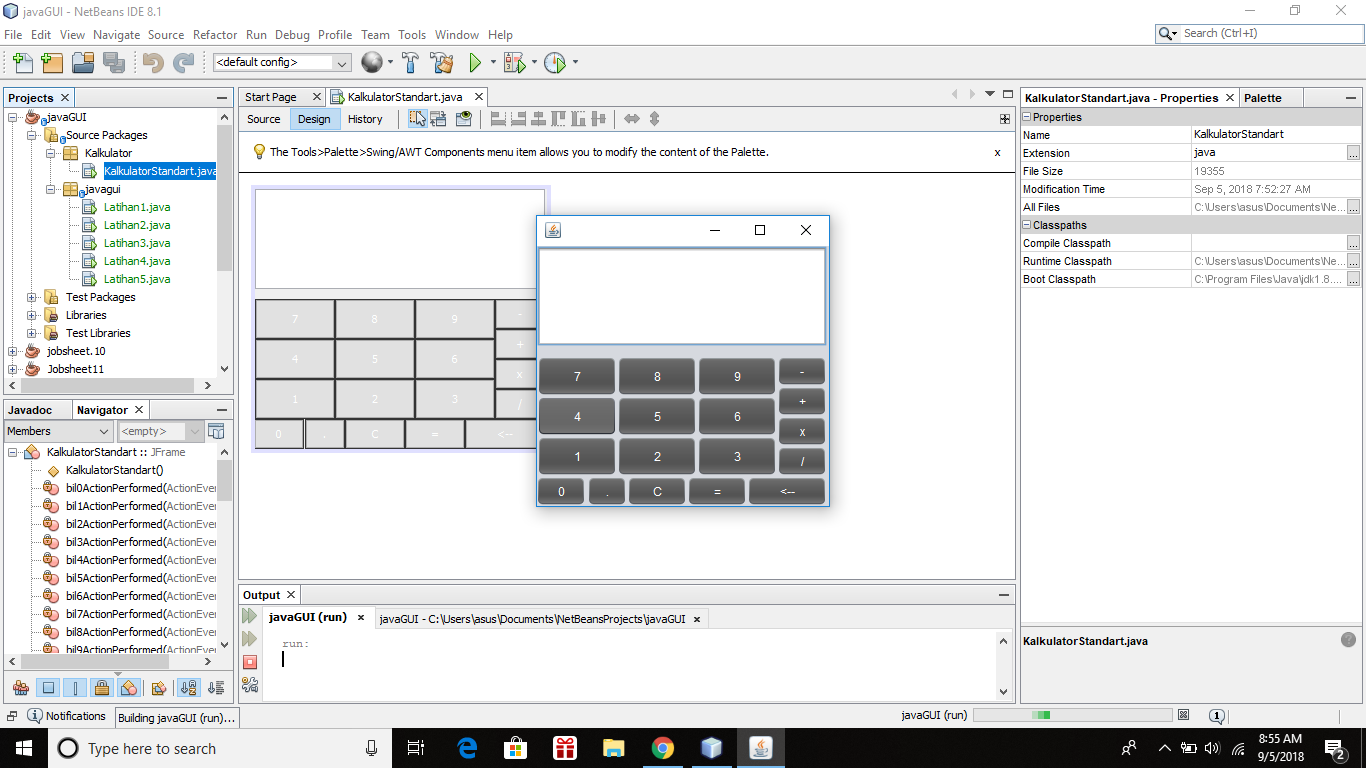 javaGUI - NetBeans IDE 8.1
File Edit View Navigate Source Refactor Run Debug Profile Team Tools Window Help
Search (Ctrl+I)
<default config>
Projects
javaGUI
Source Packages
Kalkulator
KalkulatorStandart.java
javagui
Latihan1.java
Latihan2.java
Latihan3.java
Latihan4.java
Latihan5.java
Test Packages
Libraries
Test Libraries
jobsheet.10
Jobsheet11
Javadoc Navigator
Members <empty>
KalkulatorStandart :: JFrame
KalkulatorStandart()
bil0ActionPerformed(ActionEver
bil1ActionPerformed(ActionEver
bil2ActionPerformed(ActionEver
bil3ActionPerformed(ActionEver
bil4ActionPerformed(ActionEver
bil5ActionPerformed(ActionEver
bil6ActionPerformed(ActionEver
bil7ActionPerformed(ActionEver
bil8ActionPerformed(ActionEver
bil9ActionPerformed(ActionEver
Start Page KalkulatorStandart.java
Source Design History
The Tools>Palette>Swing/AWT Components menu item allows you to modify the content of the Palette. x
7 8 9 -
4 5 6 +
x
1 2 3 /
0 . C = <--
7 8 9 -
+
4 5 6
x
1 2 3 /
0 . C = <--
Output
javaGUI (run) javaGUI - C:\Users\asus\Documents\NetBeansProjects\javaGUI
run:
KalkulatorStandart.java - Properties Palette
Properties
Name KalkulatorStandart
Extension java
File Size 19355
Modification Time Sep 5, 2018 7:52:27 AM
All Files C:\Users\asus\Documents\Ne...
Classpaths
Compile Classpath
Runtime Classpath C:\Users\asus\Documents\Ne...
Boot Classpath C:\Program Files\Java\jdk1.8....
KalkulatorStandart.java
Notifications Building javaGUI (run)...
javaGUI (run)
1
Type here to search
8:55 AM
9/5/2018
2